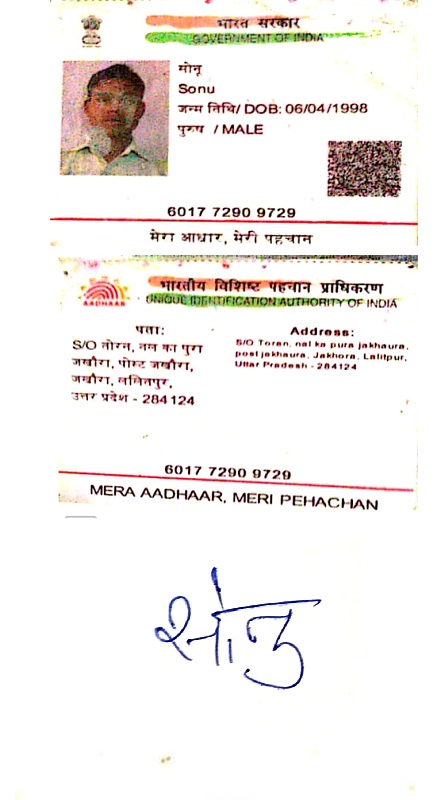 भारत सरकार
GOVERNMENT OF INDIA
सोनू
Sonu
जन्म तिथि/ DOB: 06/04/1998
पुरुष / MALE
6017 7290 9729
मेरा आधार, मेरी पहचान
भारतीय विशिष्ट पहचान प्राधिकरण
UNIQUE IDENTIFICATION AUTHORITY OF INDIA
AADHAAR
पता:
S/O तोरन, नल का पुरा
जखौरा, पोस्ट जखौरा,
जखौरा, ललितपुर,
उत्तर प्रदेश - 284124
Address:
S/O Toran, nal ka pura jakhaura,
post jakhaura, Jakhora, Lalitpur,
Uttar Pradesh - 284124
6017 7290 9729
MERA AADHAAR, MERI PEHACHAN
सोनु